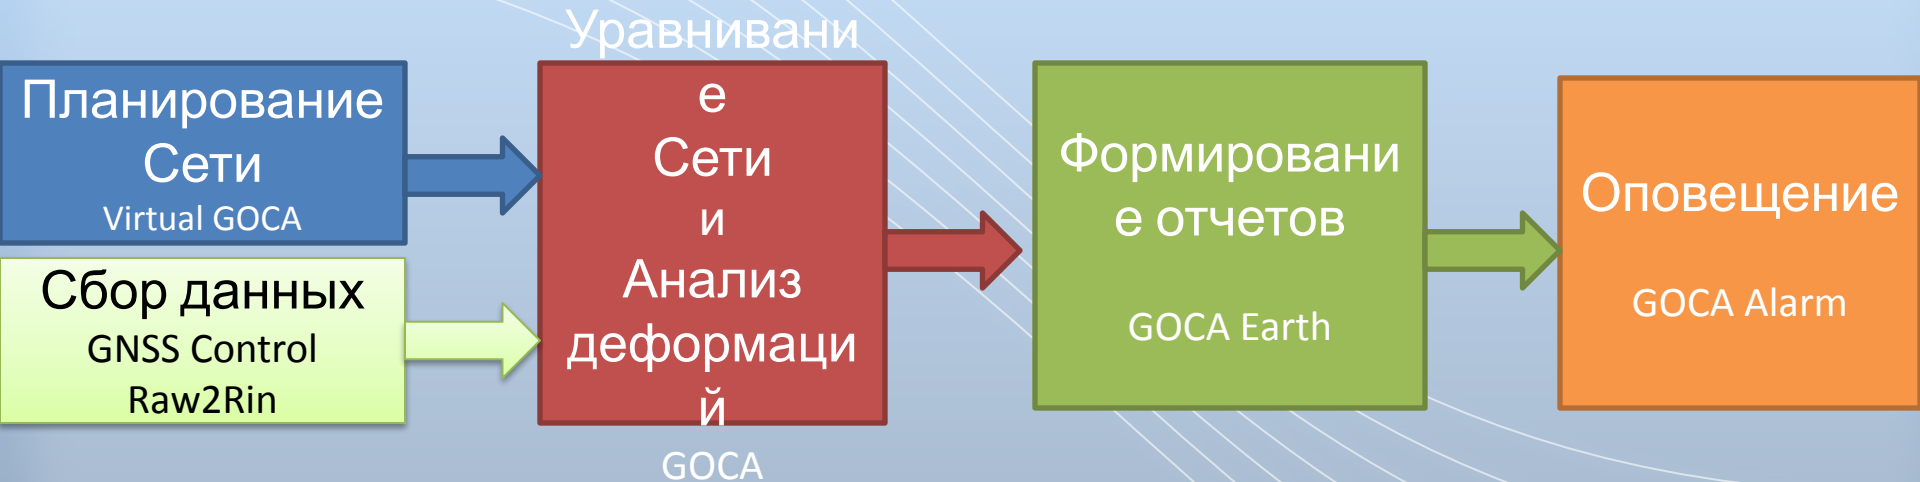 Планирование
Сети
Virtual GOCA
Сбор данных
GNSS Control
Raw2Rin
Уравнивани
е
Сети
и
Анализ
деформаци
й
GOCA
Формировани
е отчетов
GOCA Earth
Оповещение
GOCA Alarm